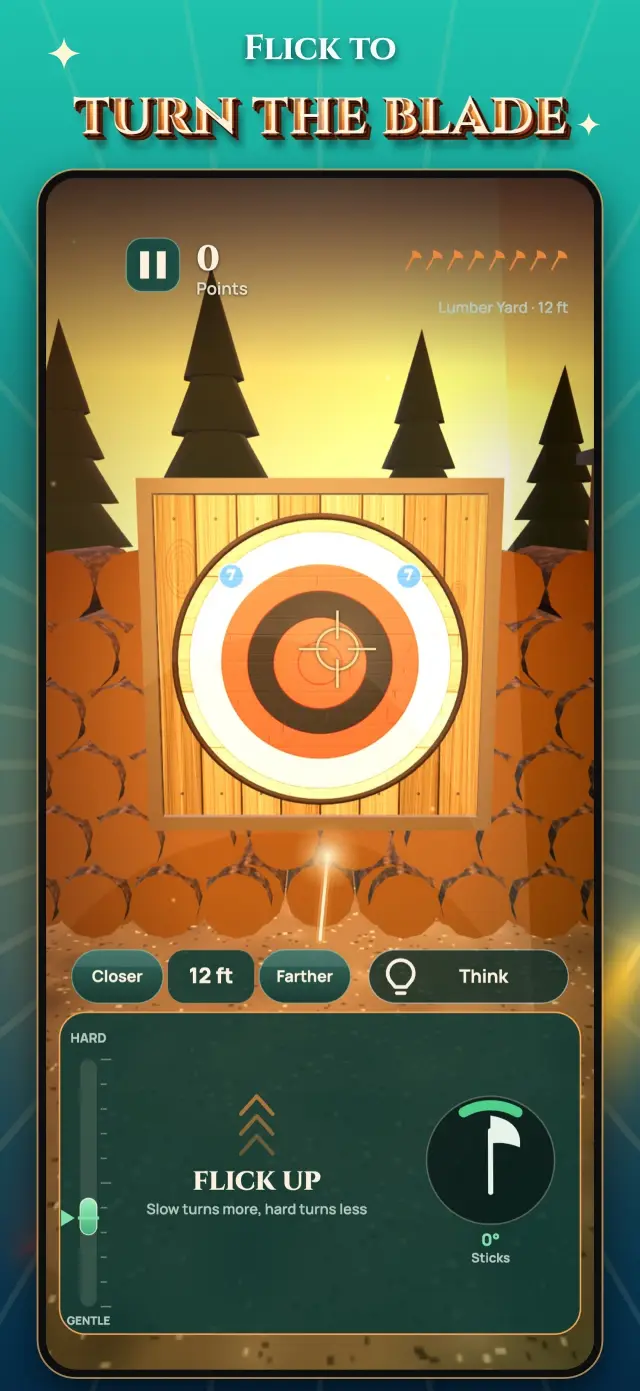 FLICK TO
TURN THE BLADE
0
Points
Lumber Yard · 12 ft
7
7
Closer
12 ft
Farther
Think
HARD
FLICK UP
Slow turns more, hard turns less
0°
Sticks
GENTLE